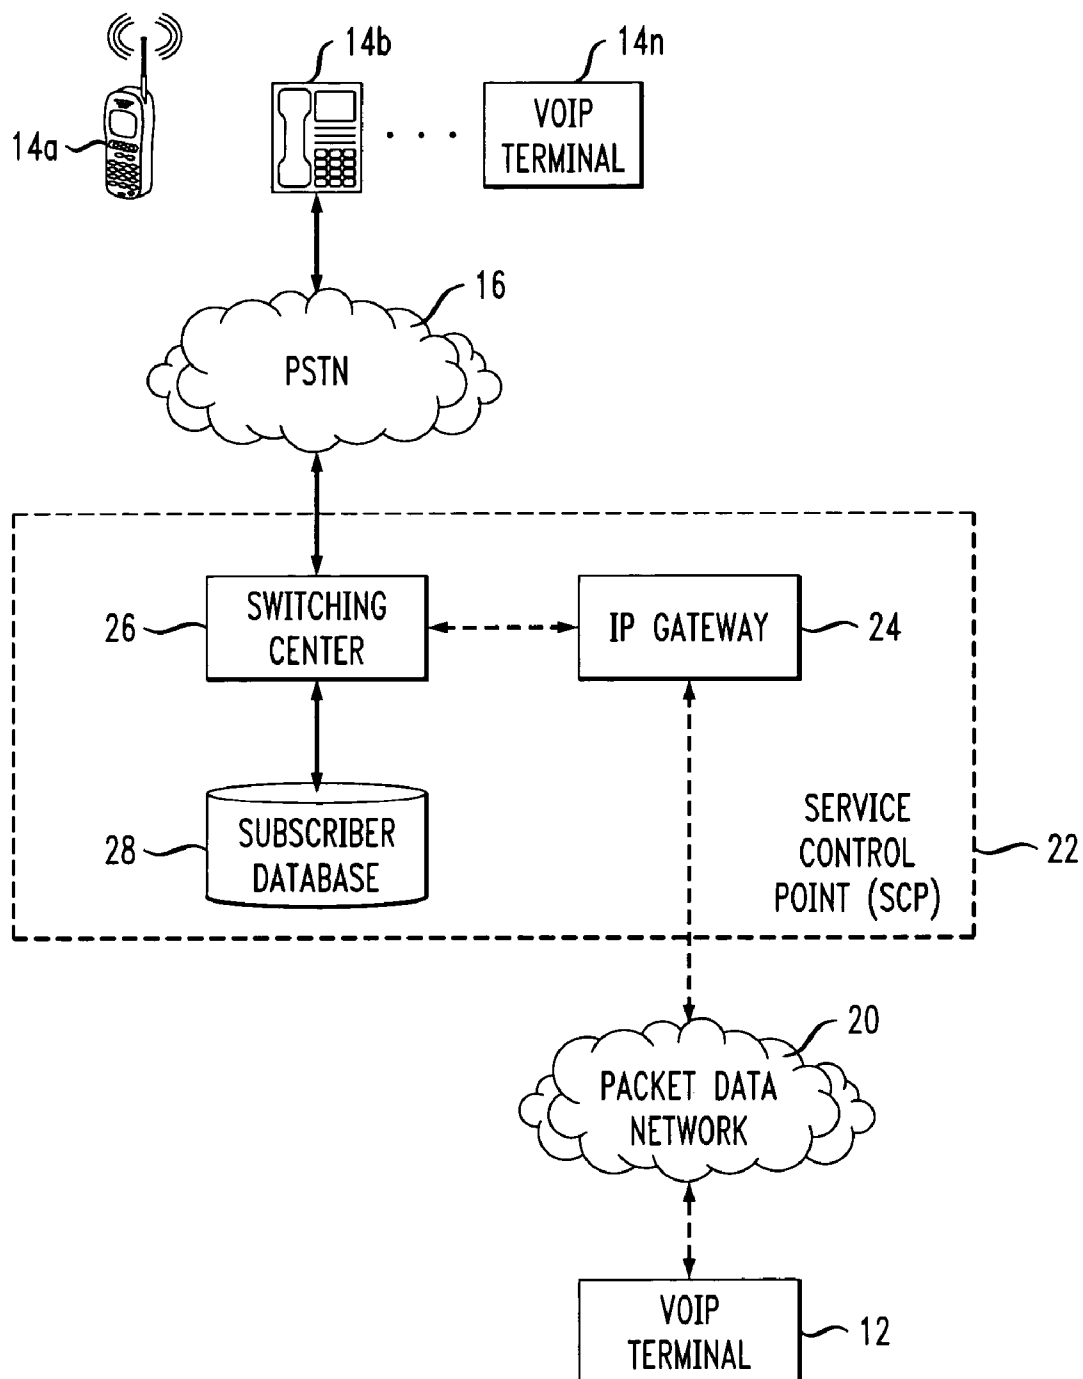 14a
14b
14n
VOIP
TERMINAL
16
PSTN
26
SWITCHING
CENTER
IP GATEWAY
24
28
SUBSCRIBER
DATABASE
SERVICE
CONTROL
POINT (SCP)
22
20
PACKET DATA
NETWORK
VOIP
TERMINAL
12